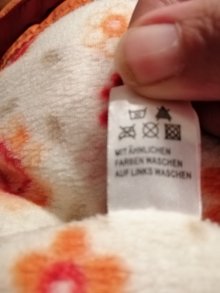 MIT ÄHNLICHEN
FARBEN WASCHEN
AUF LINKS WASCHEN